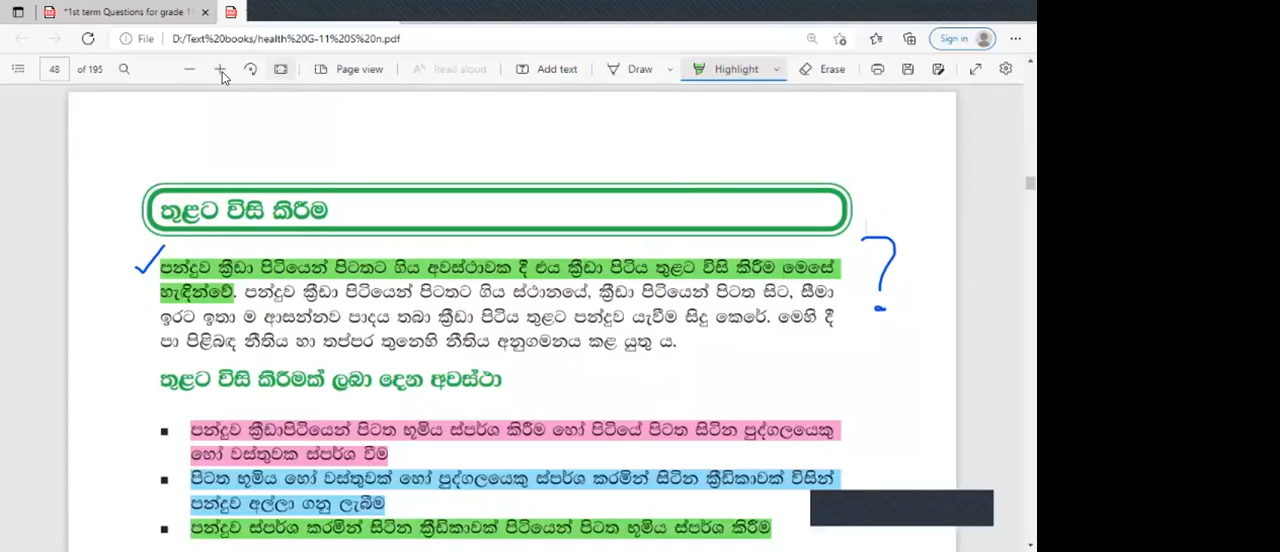 *1st term Questions for grade 1
File D:/Text%20books/health%20G-11%20S%20n.pdf Sign in
48 of 195 Page view Read aloud Add text Draw Highlight Erase
තුළට විසි කිරීම
පන්දුව ක්‍රීඩා පිටියෙන් පිටතට ගිය අවස්ථාවක දී එය ක්‍රීඩා පිටිය තුළට විසි කිරීම මෙසේ
හැඳින්වේ. පන්දුව ක්‍රීඩා පිටියෙන් පිටතට ගිය ස්ථානයේ, ක්‍රීඩා පිටියෙන් පිටත සිට, සීමා
ඉරට ඉතා ම ආසන්නව පාදය තබා ක්‍රීඩා පිටිය තුළට පන්දුව යැවීම සිදු කෙරේ. මෙහි දී
පා පිළිබඳ නීතිය හා තප්පර තුනෙහි නීතිය අනුගමනය කළ යුතු ය.
?
තුළට විසි කිරීමක් ලබා දෙන අවස්ථා
▪ පන්දුව ක්‍රීඩාපිටියෙන් පිටත භූමිය ස්පර්ශ කිරීම හෝ පිටියේ පිටත සිටින පුද්ගලයෙකු
හෝ වස්තුවක ස්පර්ශ වීම
▪ පිටත භූමිය හෝ වස්තුවක් හෝ පුද්ගලයෙකු ස්පර්ශ කරමින් සිටින ක්‍රීඩිකාවක් විසින්
පන්දුව අල්ලා ගනු ලැබීම
▪ පන්දුව ස්පර්ශ කරමින් සිටින ක්‍රීඩිකාවක් පිටියෙන් පිටත භූමිය ස්පර්ශ කිරීම